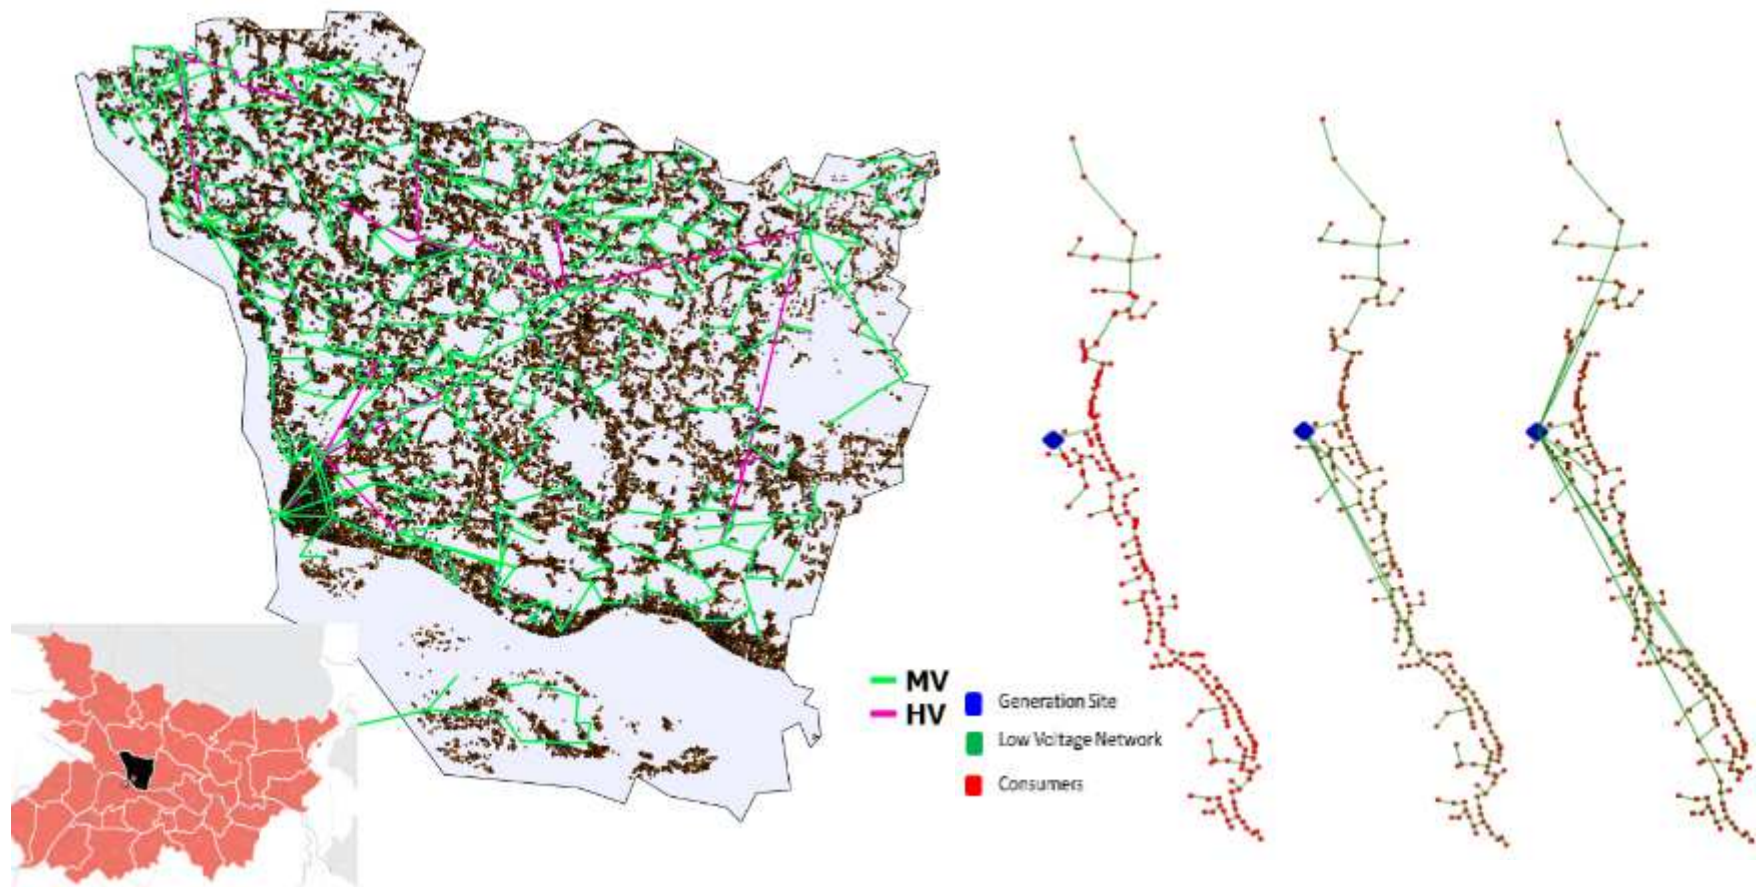 MV
HV
Generation Site
Low Voltage Network
Consumers